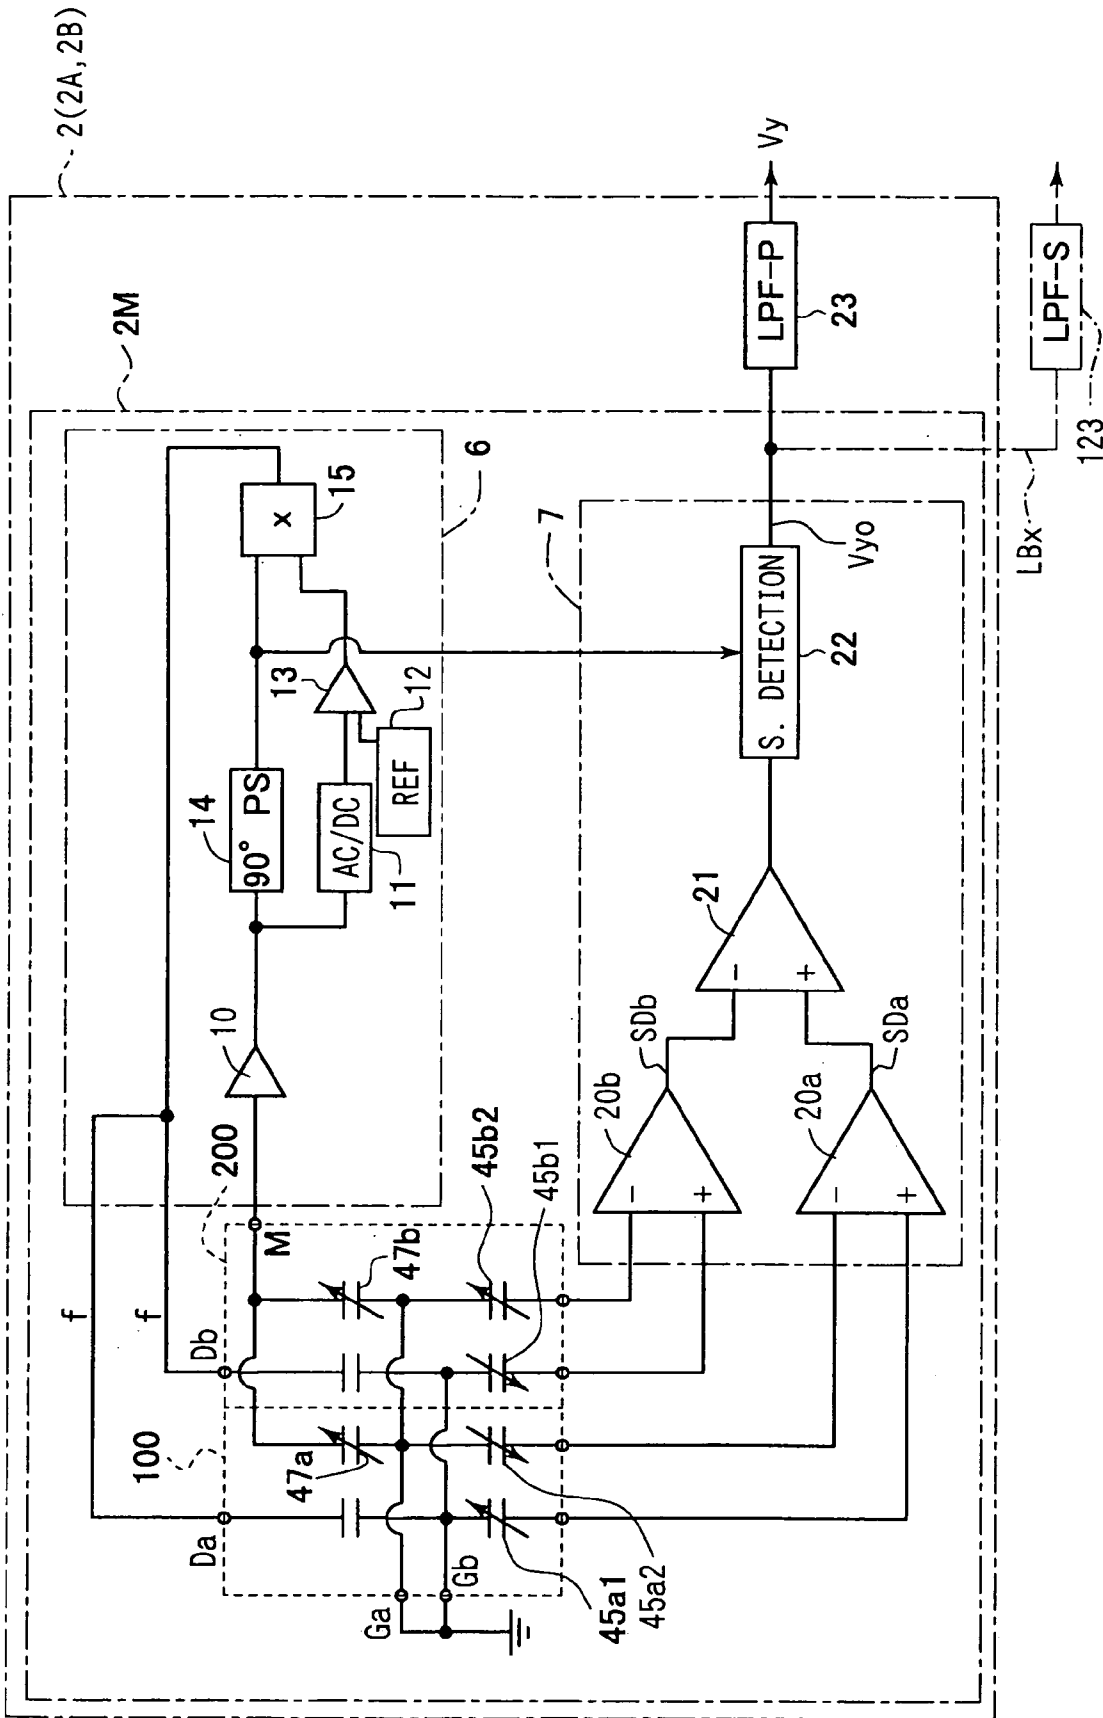 2(2A,2B)
2M
6
7
f
f
14
90° PS
15
x
13
12
REF
AC/DC
11
10
200
100
Da
Db
M
47a
47b
45b2
45b1
45a1
45a2
Ga
Gb
20b
20a
SDb
SDa
-
+
-
+
-
+
21
S. DETECTION
22
Vyo
LPF-P
23
Vy
LBx
LPF-S
123